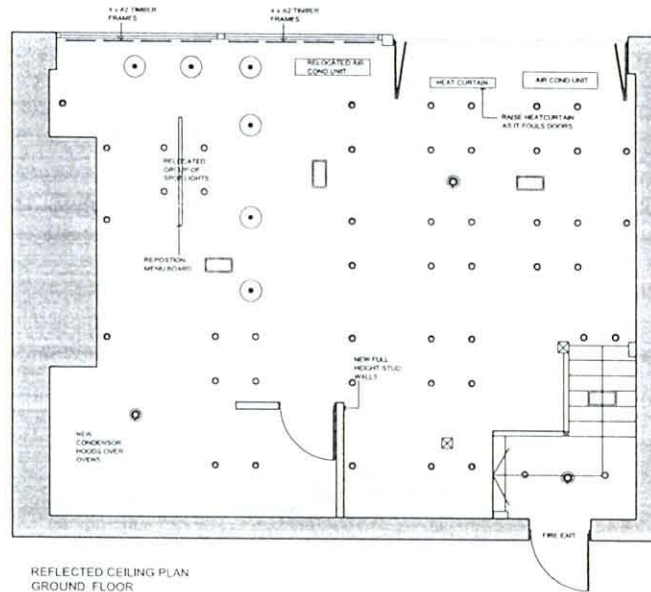 4 x A2 TIMBER
FRAMES
4 x A2 TIMBER
FRAMES
RELOCATED AIR
COND UNIT
HEAT CURTAIN
AIR COND UNIT
RAISE HEATCURTAIN
AS IT FOULS DOORS
RELOCATED
GROUP OF
SPOTLIGHTS
REPOSTION
MENU BOARD
NEW FULL
HEIGHT STUD
WALLS
NEW
CONDENSOR
HOODS OVER
OVENS
FIRE EXIT
REFLECTED CEILING PLAN
GROUND FLOOR